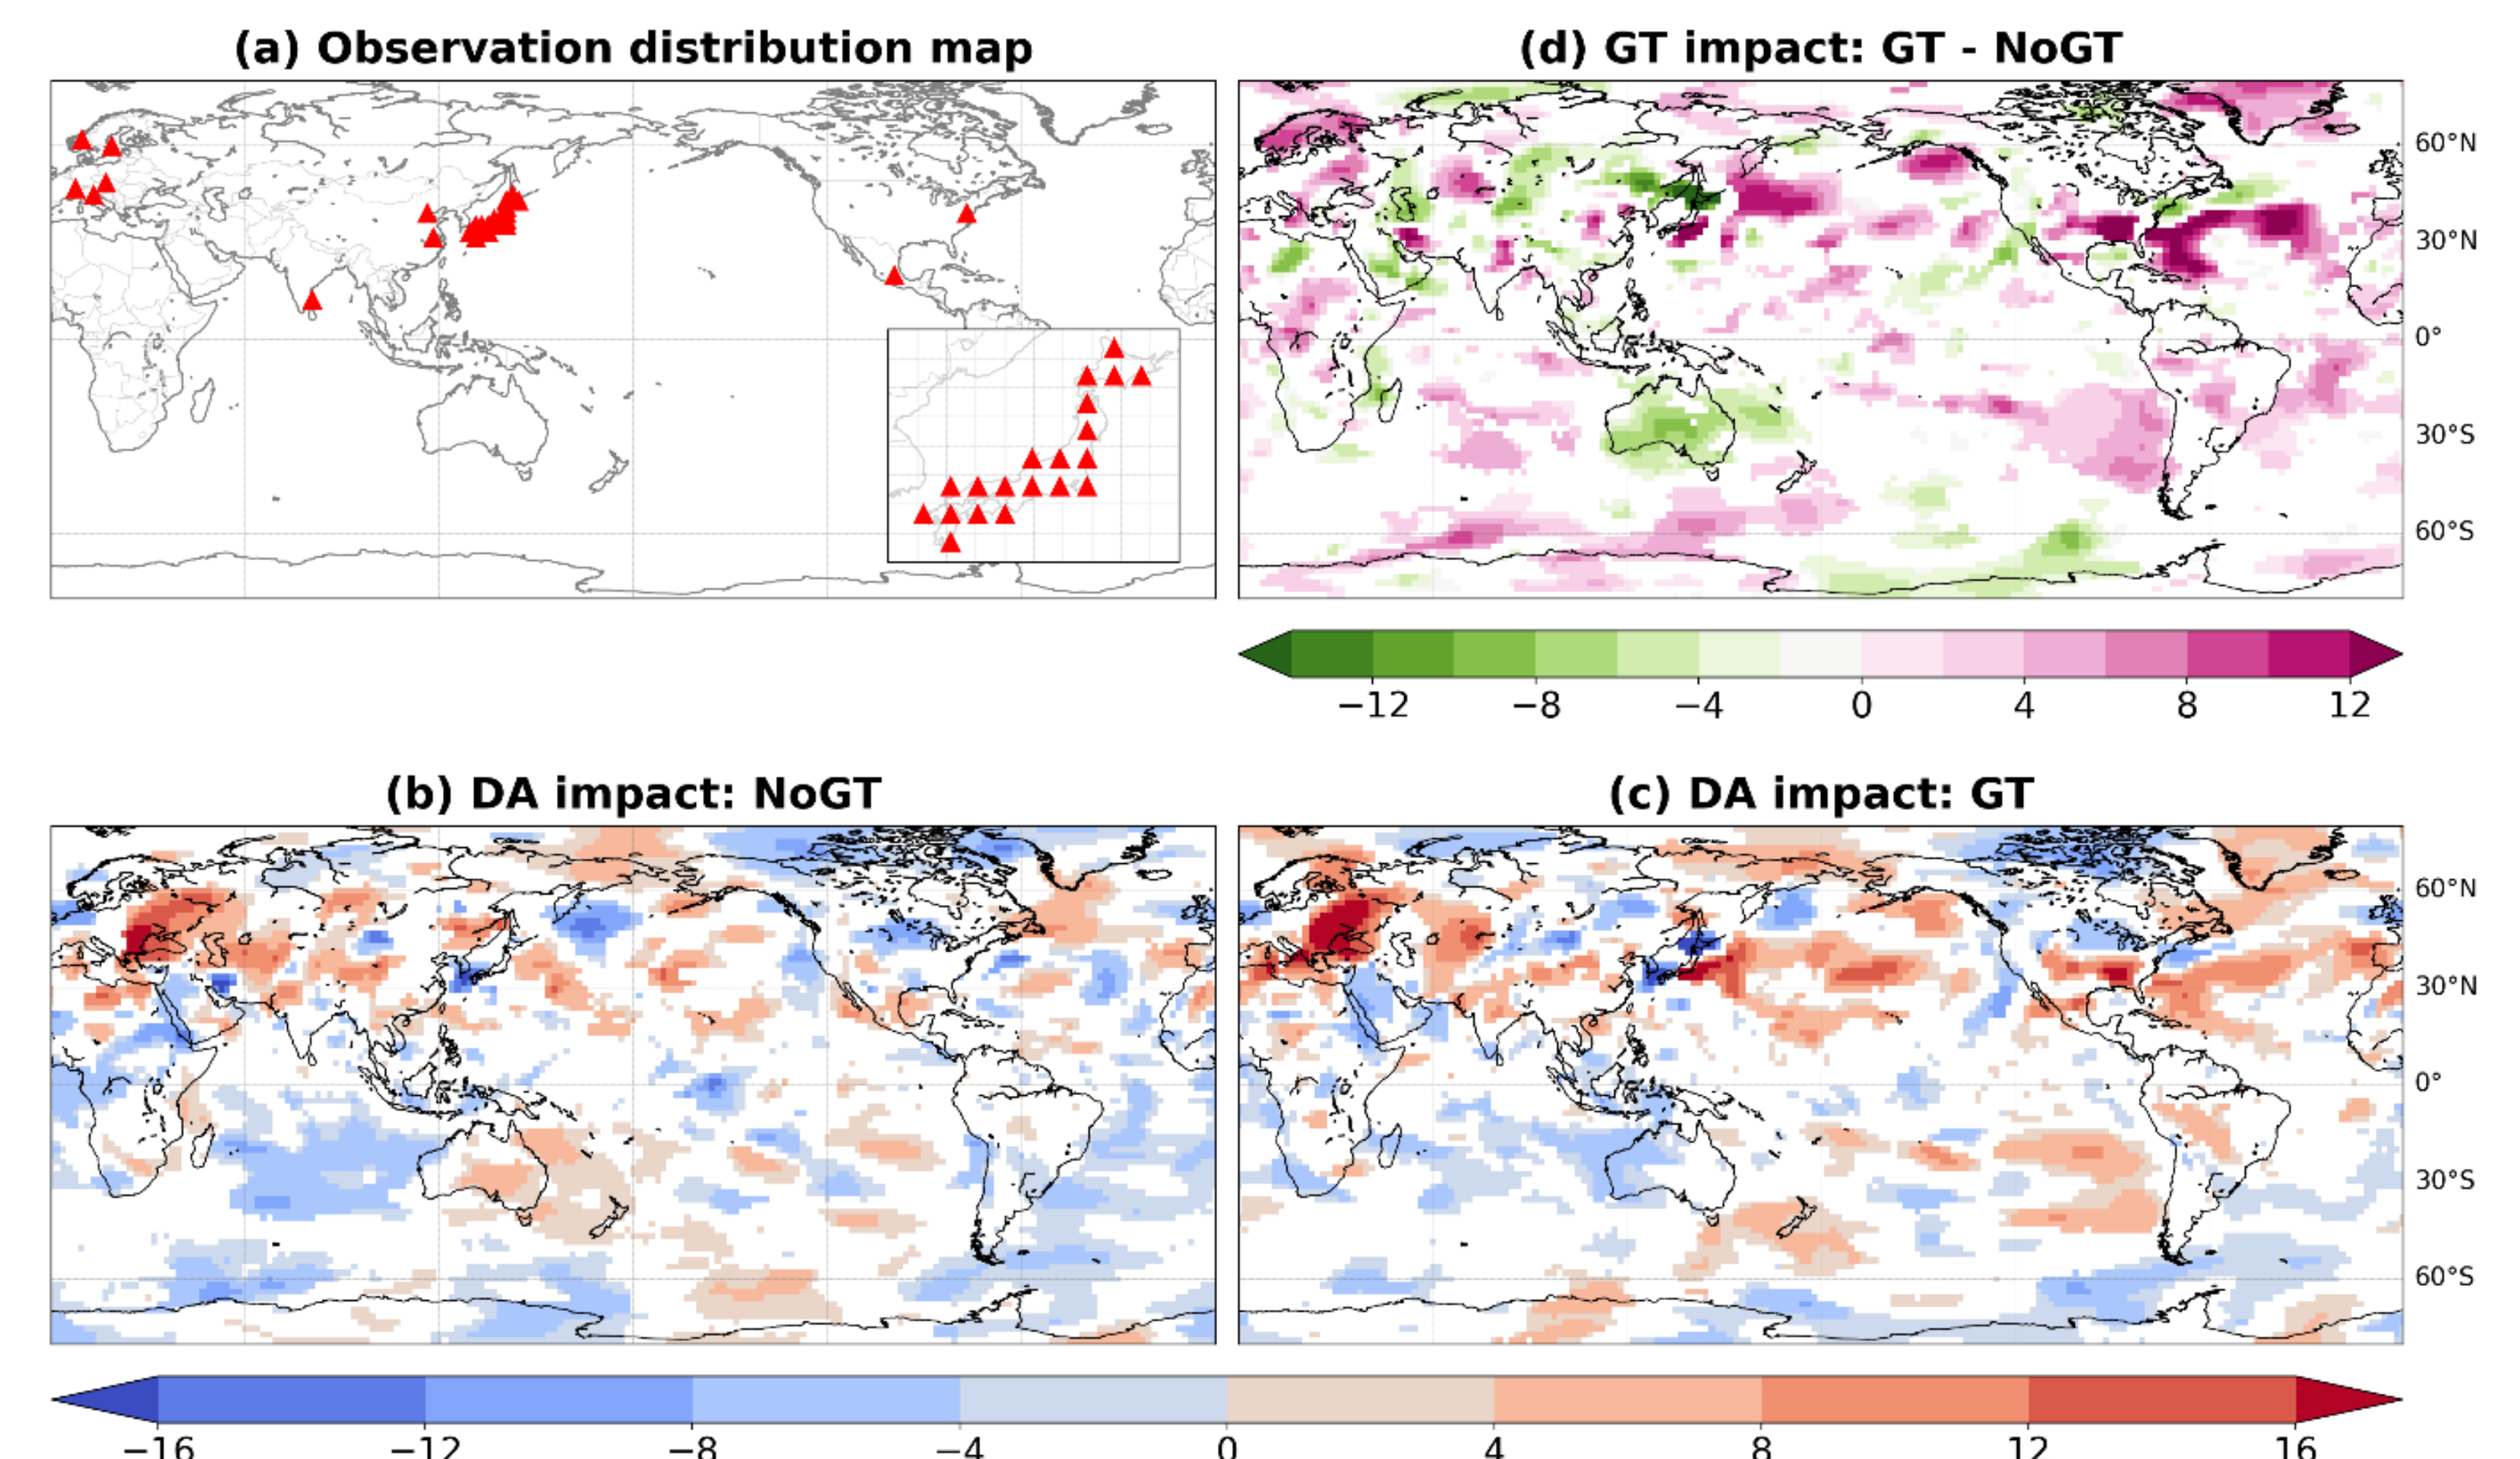 (a) Observation distribution map
(d) GT impact: GT - NoGT
60°N
30°N
0°
30°S
60°S
−12 −8 −4 0 4 8 12
(b) DA impact: NoGT
(c) DA impact: GT
60°N
30°N
0°
30°S
60°S
−16 −12 −8 −4 0 4 8 12 16